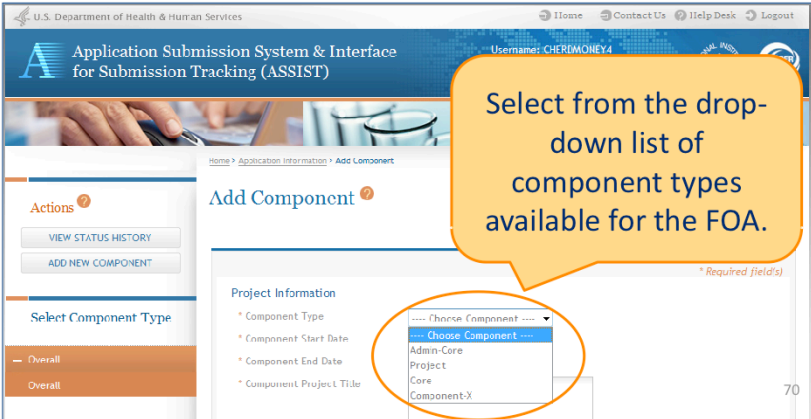 U.S. Department of Health & Human Services
Home Contact Us Help Desk Logout
A Application Submission System & Interface
for Submission Tracking (ASSIST)
Username: CHERIMONEY4
Select from the drop-
down list of
component types
available for the FOA.
Home > Application Information > Add Component
Actions ?
VIEW STATUS HISTORY
ADD NEW COMPONENT
Add Component ?
* Required field(s)
Select Component Type
— Overall
Overall
Project Information
* Component Type
---- Choose Component ----
* Component Start Date
* Component End Date
* Component Project Title
---- Choose Component ----
Admin-Core
Project
Core
Component-X
70